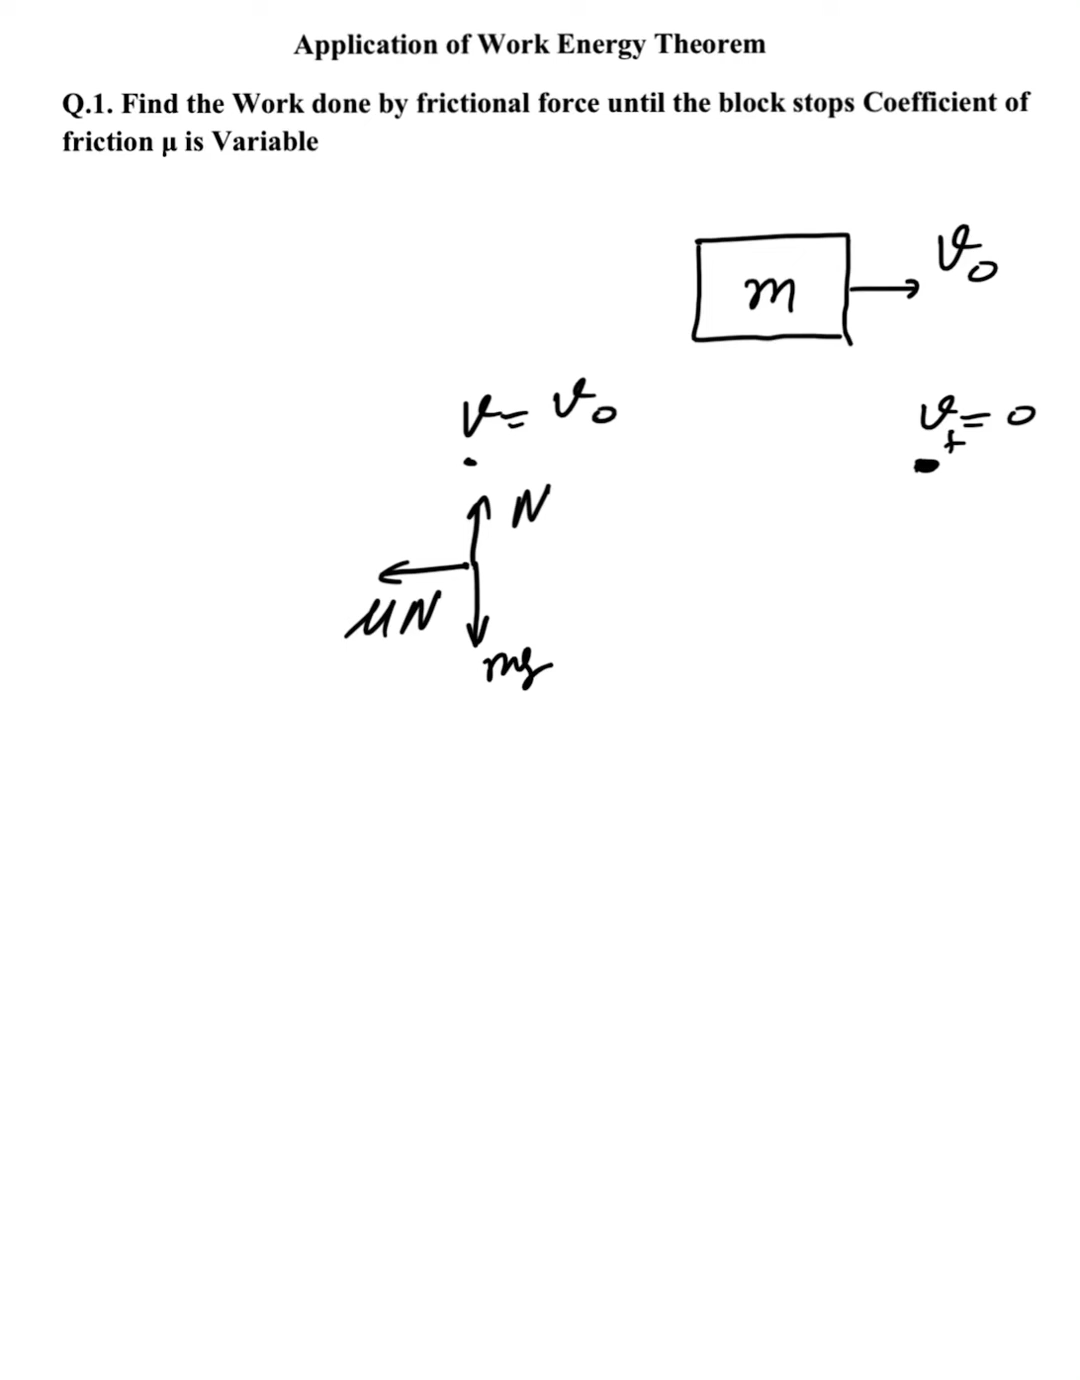 Application of Work Energy Theorem
Q.1. Find the Work done by frictional force until the block stops Coefficient of
friction μ is Variable
v₀
m
v= v₀
v_f= 0
N
μN
mg